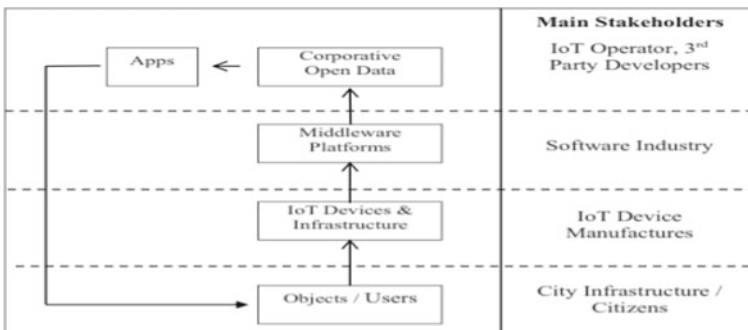 Main Stakeholders
Apps
Corporative
Open Data
IoT Operator, 3rd
Party Developers
Middleware
Platforms
Software Industry
IoT Devices &
Infrastructure
IoT Device
Manufactures
Objects / Users
City Infrastructure /
Citizens